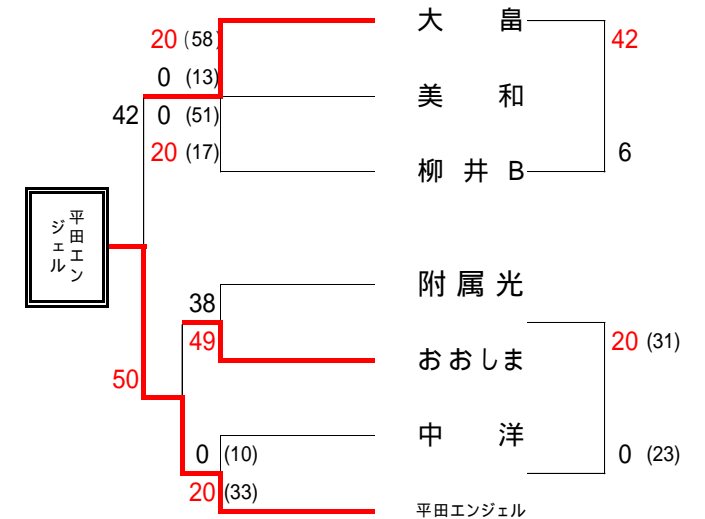 大 畠
20 (58)
42
0 (13)
美 和
42
0 (51)
20 (17)
6
柳 井 B
平田エン
ジェル
附 属 光
38
49
20 (31)
おおしま
50
中 洋
0 (10)
0 (23)
20 (33)
平田エンジェル